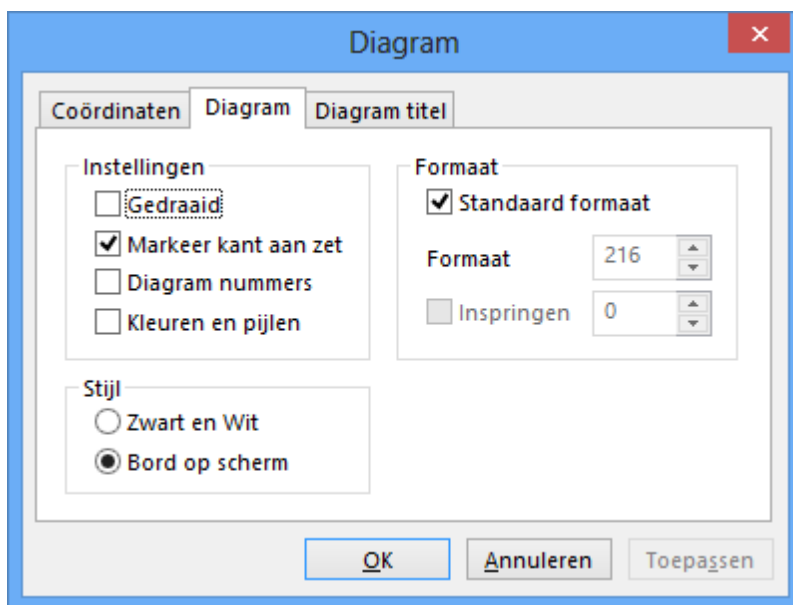 Diagram
Coördinaten Diagram Diagram titel
Instellingen
Gedraaid
Markeer kant aan zet
Diagram nummers
Kleuren en pijlen
Formaat
Standaard formaat
Formaat 216
Inspringen 0
Stijl
Zwart en Wit
Bord op scherm
OK Annuleren Toepassen